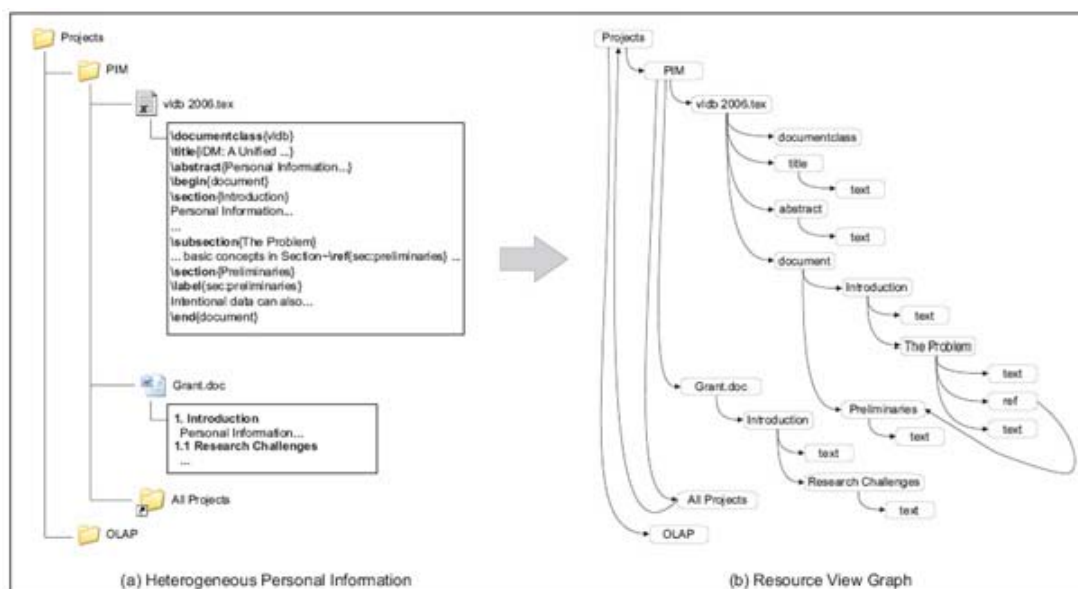 Projects
PIM
vldb 2006.tex
\documentclass{vldb}
\title{iDM: A Unified ...}
\abstract{Personal Information...}
\begin{document}
\section{Introduction}
Personal Information...
...
\subsection{The Problem}
... basic concepts in Section~\ref{sec:preliminaries} ...
\section{Preliminaries}
\label{sec:preliminaries}
Intentional data can also...
\end{document}
Grant.doc
1. Introduction
Personal Information...
1.1 Research Challenges
...
All Projects
OLAP
(a) Heterogeneous Personal Information
Projects
PIM
vldb 2006.tex
documentclass
title
text
abstract
text
document
Introduction
text
The Problem
text
ref
text
Preliminaries
text
Grant.doc
Introduction
text
Research Challenges
text
All Projects
OLAP
(b) Resource View Graph